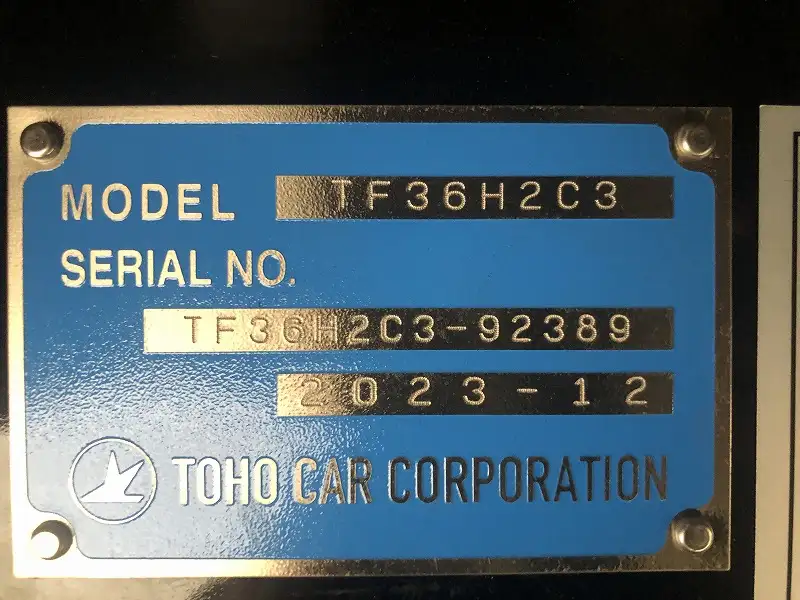 MODEL TF36H2C3
SERIAL NO.
TF36H2C3-92389
2023-12
TOHO CAR CORPORATION